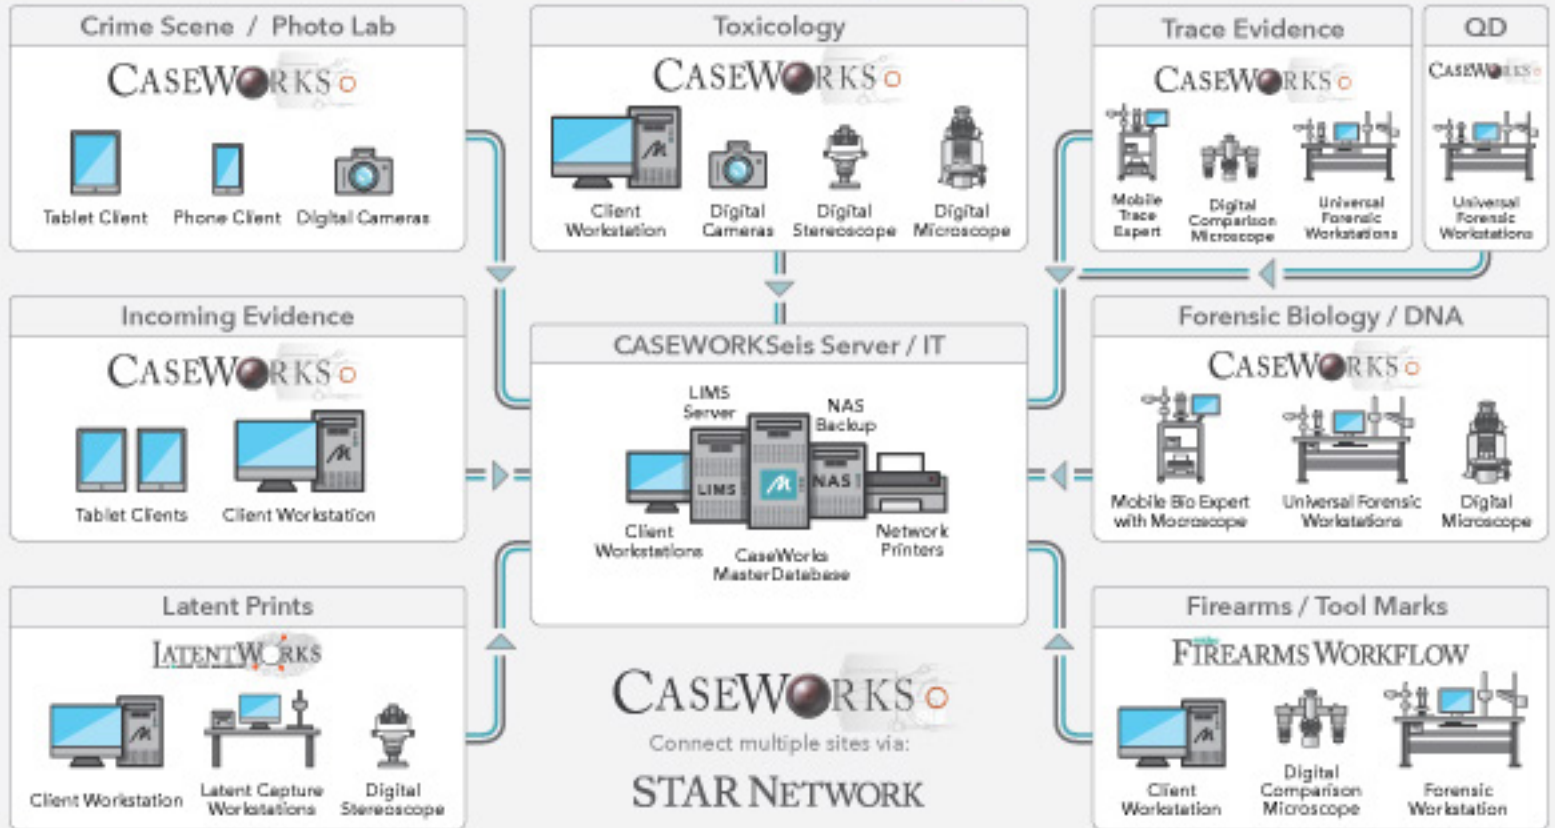 Crime Scene / Photo Lab
CASEWORKS
Tablet Client
Phone Client
Digital Cameras
Toxicology
CASEWORKS
Client
Workstation
Digital
Cameras
Digital
Stereoscope
Digital
Microscope
Trace Evidence
CASEWORKS
Mobile
Trace
Expert
Digital
Comparison
Microscope
Universal
Forensic
Workstations
QD
CASEWORKS
Universal
Forensic
Workstations
Incoming Evidence
CASEWORKS
Tablet Clients
Client Workstation
CASEWORKSeis Server / IT
LIMS
Server
NAS
Backup
LIMS
NAS
Client
Workstations
CaseWorks
MasterDatabase
Network
Printers
Forensic Biology / DNA
CASEWORKS
Mobile Bio Expert
with Mocroscope
Universal Forensic
Workstations
Digital
Microscope
Latent Prints
LATENTWORKS
Client Workstation
Latent Capture
Workstations
Digital
Stereoscope
CASEWORKS
Connect multiple sites via:
STAR NETWORK
Firearms / Tool Marks
FIREARMS WORKFLOW
Client
Workstation
Digital
Comparison
Microscope
Forensic
Workstation